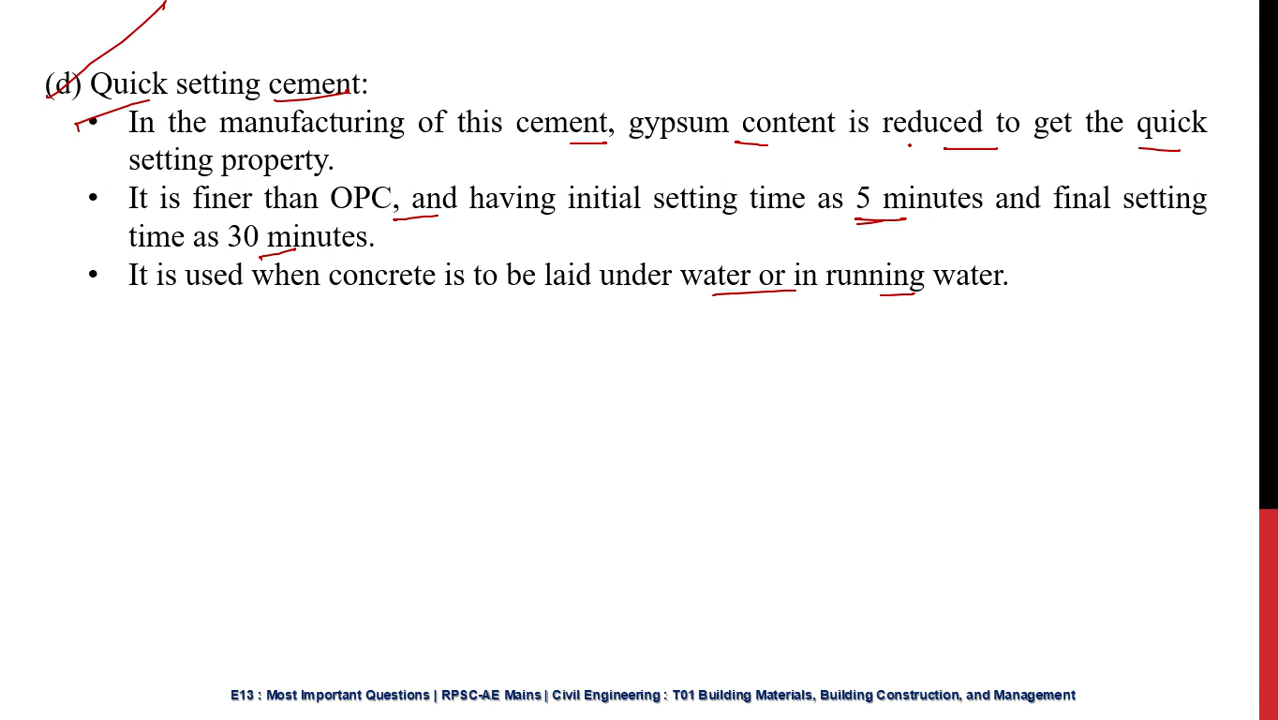 (d) Quick setting cement:
• In the manufacturing of this cement, gypsum content is reduced to get the quick
setting property.
• It is finer than OPC, and having initial setting time as 5 minutes and final setting
time as 30 minutes.
• It is used when concrete is to be laid under water or in running water.
E13 : Most Important Questions | RPSC-AE Mains | Civil Engineering : T01 Building Materials, Building Construction, and Management